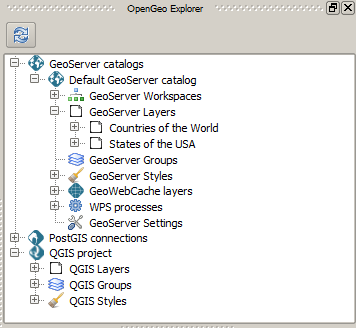 OpenGeo Explorer
GeoServer catalogs
Default GeoServer catalog
GeoServer Workspaces
GeoServer Layers
Countries of the World
States of the USA
GeoServer Groups
GeoServer Styles
GeoWebCache layers
WPS processes
GeoServer Settings
PostGIS connections
QGIS project
QGIS Layers
QGIS Groups
QGIS Styles